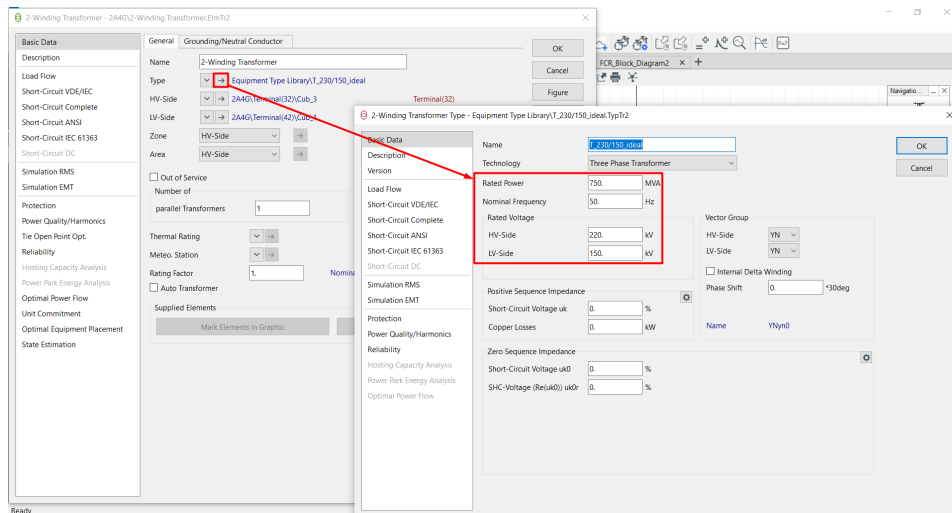 2-Winding Transformer - 2A4G\2-Winding Transformer.ElmTr2
Basic Data
Description
Load Flow
Short-Circuit VDE/IEC
Short-Circuit Complete
Short-Circuit ANSI
Short-Circuit IEC 61363
Short-Circuit DC
Simulation RMS
Simulation EMT
Protection
Power Quality/Harmonics
Tie Open Point Opt.
Reliability
Hosting Capacity Analysis
Power Park Energy Analysis
Optimal Power Flow
Unit Commitment
Optimal Equipment Placement
State Estimation
General Grounding/Neutral Conductor
Name 2-Winding Transformer
Type Equipment Type Library\T_230/150_ideal
HV-Side 2A4G\Terminal(32)\Cub_3 Terminal(32)
LV-Side 2A4G\Terminal(42)\Cub_1
Zone HV-Side
Area HV-Side
Out of Service
Number of
parallel Transformers 1
Thermal Rating
Meteo. Station
Rating Factor 1. Nomina
Auto Transformer
Supplied Elements
Mark Elements in Graphic
OK
Cancel
Figure
FCR_Block_Diagram2
Navigatio...
2-Winding Transformer Type - Equipment Type Library\T_230/150_ideal.TypTr2
Basic Data
Description
Version
Load Flow
Short-Circuit VDE/IEC
Short-Circuit Complete
Short-Circuit ANSI
Short-Circuit IEC 61363
Short-Circuit DC
Simulation RMS
Simulation EMT
Protection
Power Quality/Harmonics
Reliability
Hosting Capacity Analysis
Power Park Energy Analysis
Optimal Power Flow
Name T_230/150_ideal
Technology Three Phase Transformer
Rated Power 750. MVA
Nominal Frequency 50. Hz
Rated Voltage
HV-Side 220. kV
LV-Side 150. kV
Positive Sequence Impedance
Short-Circuit Voltage uk 0. %
Copper Losses 0. kW
Vector Group
HV-Side YN
LV-Side YN
Internal Delta Winding
Phase Shift 0. *30deg
Name YNyn0
Zero Sequence Impedance
Short-Circuit Voltage uk0 0. %
SHC-Voltage (Re(uk0)) uk0r 0. %
OK
Cancel
Ready